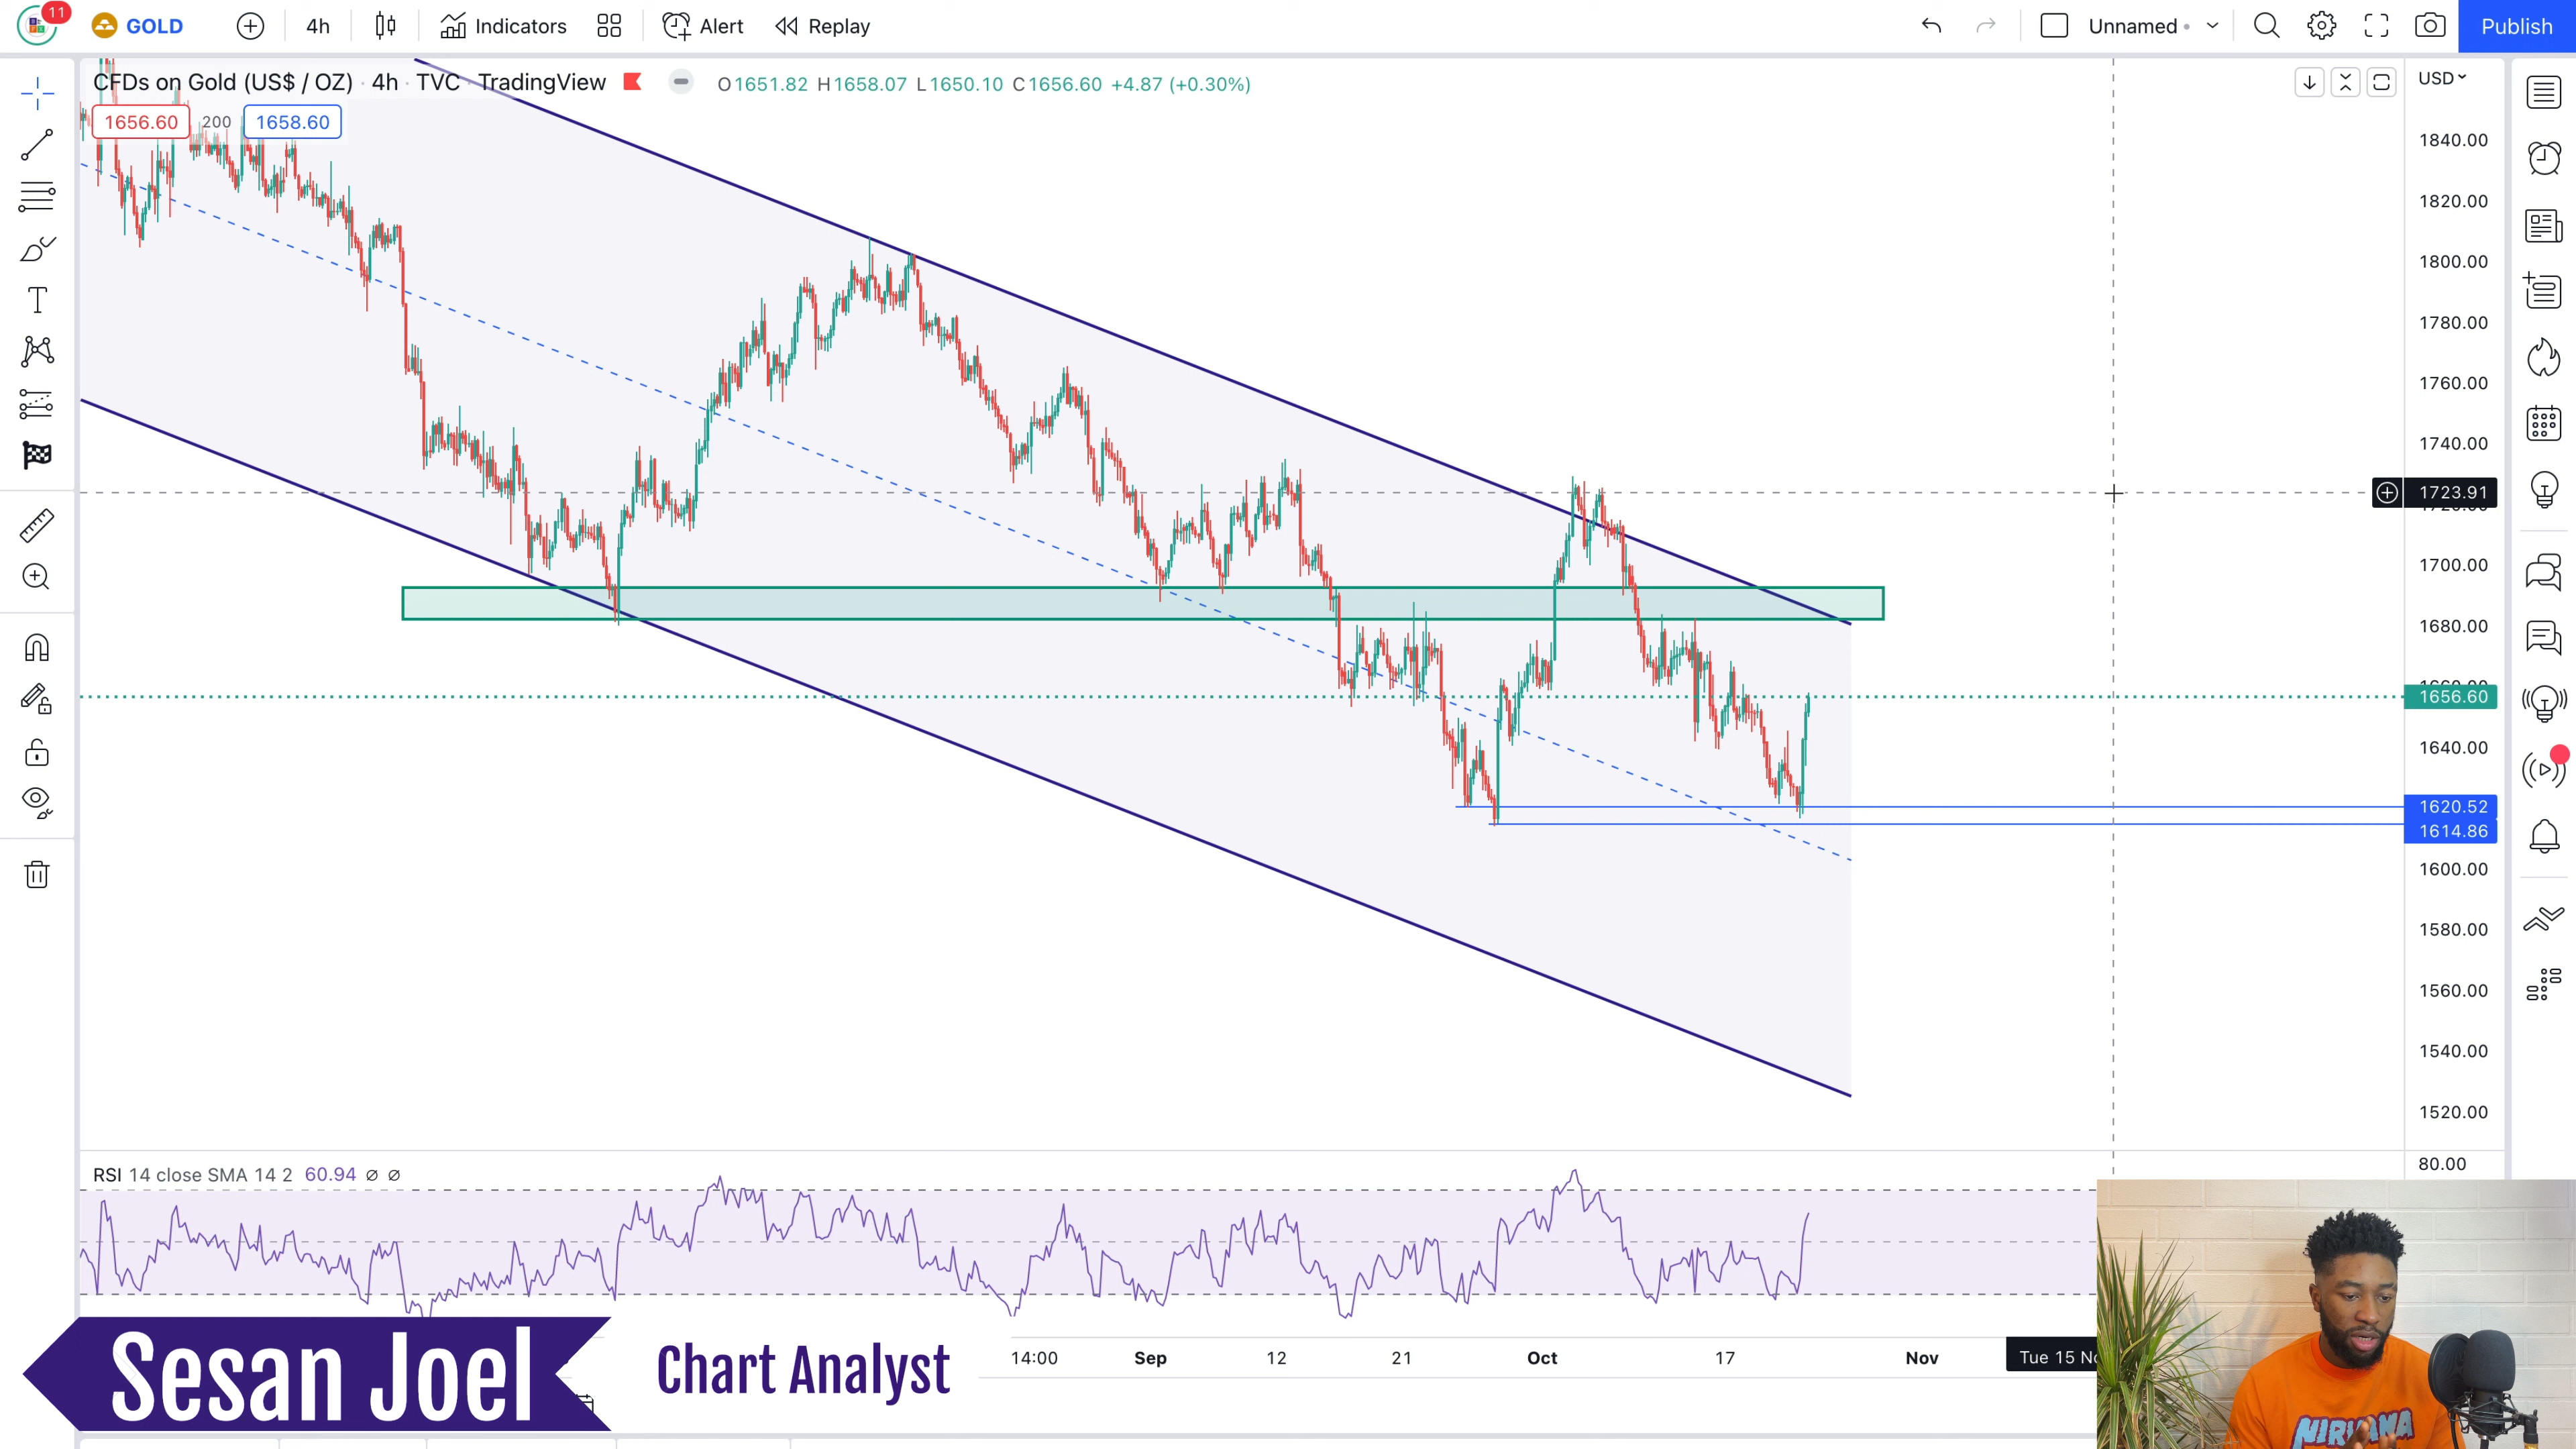 11 GOLD 4h Indicators Alert Replay Unnamed Publish
CFDs on Gold (US$ / OZ) · 4h · TVC · TradingView O1651.82 H1658.07 L1650.10 C1656.60 +4.87 (+0.30%)
USD
1656.60 200 1658.60
1840.00
1820.00
1800.00
1780.00
1760.00
1740.00
1723.91
1700.00
1680.00
1656.60
1640.00
1620.52
1614.86
1600.00
1580.00
1560.00
1540.00
1520.00
RSI 14 close SMA 14 2 60.94 ∅ ∅
80.00
14:00 Sep 12 21 Oct 17 Nov Tue 15 No
Sesan Joel
Chart Analyst
NIRVANA